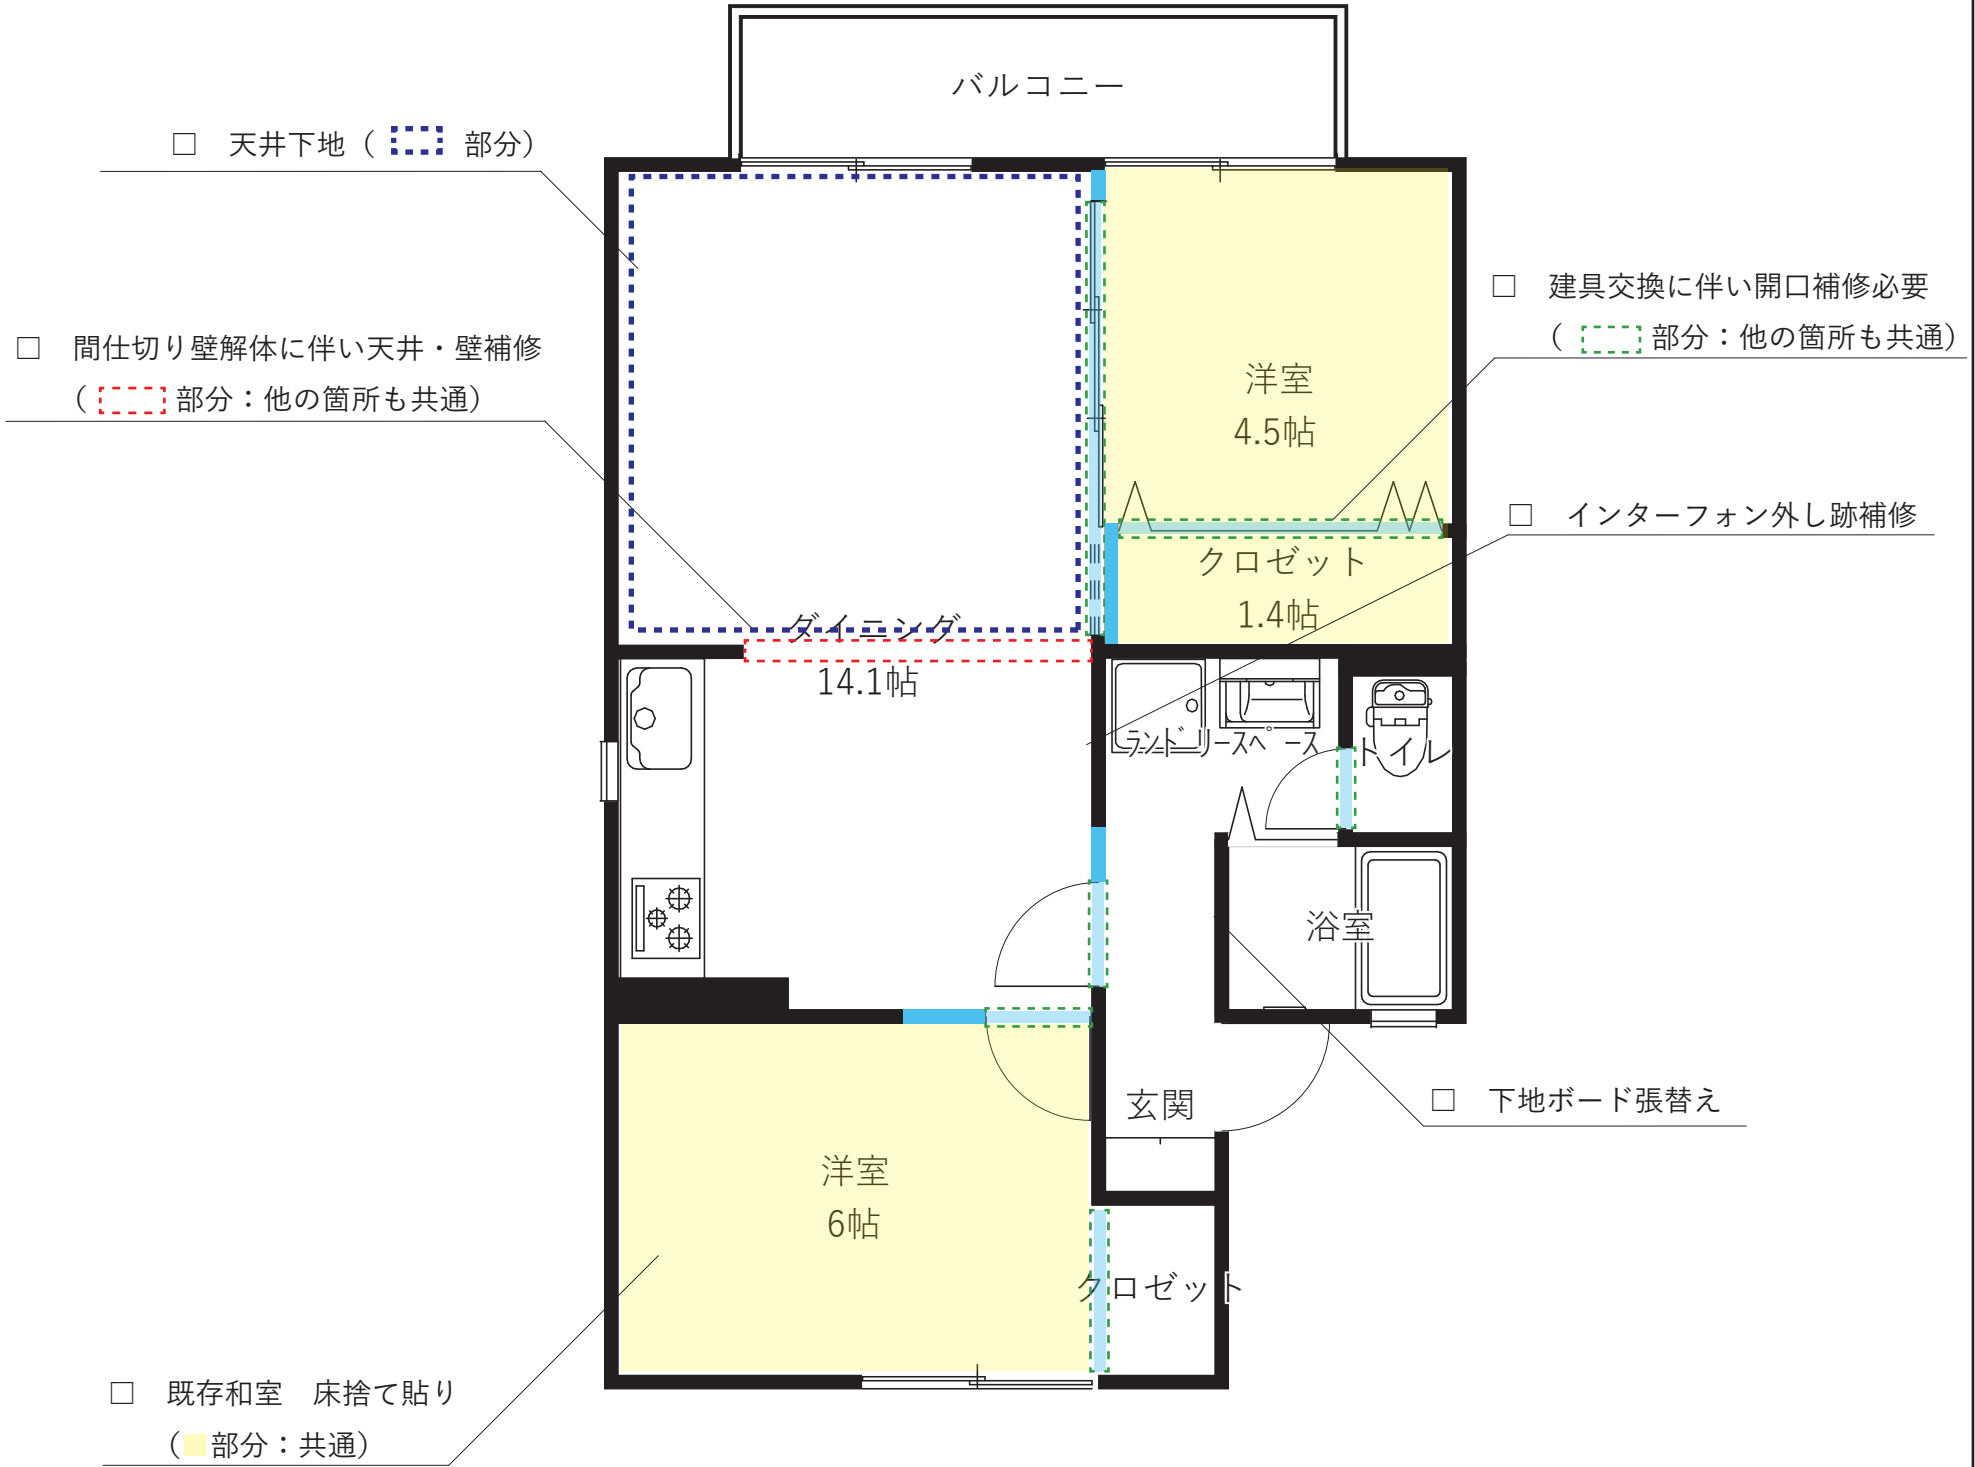 バルコニー
□ 天井下地（ 部分）
□ 間仕切り壁解体に伴い天井・壁補修
（ 部分：他の箇所も共通）
□ 建具交換に伴い開口補修必要
（ 部分：他の箇所も共通）
洋室
4.5帖
□ インターフォン外し跡補修
クロゼット
1.4帖
ダイニング
14.1帖
ﾗﾝﾄﾞﾘｰｽﾍﾟｰｽ
トイレ
浴室
玄関
□ 下地ボード張替え
洋室
6帖
クロゼット
□ 既存和室 床捨て貼り
（ 部分：共通）